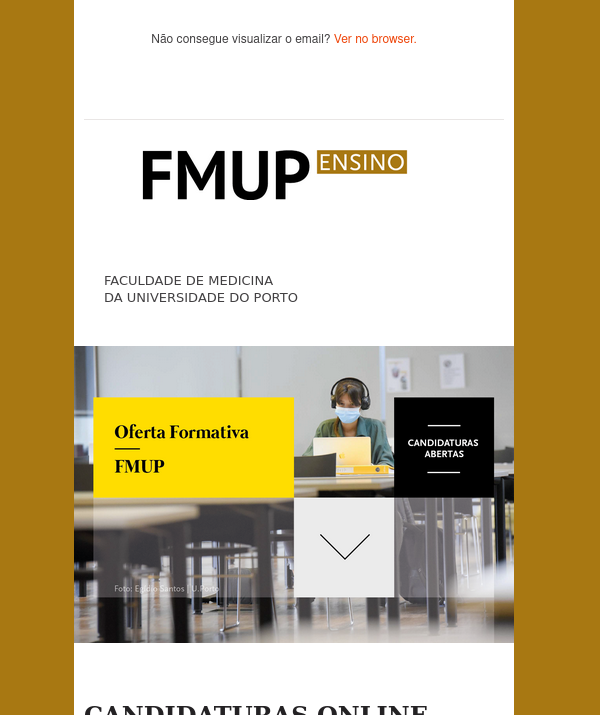 Não consegue visualizar o email? Ver no browser.
FMUP ENSINO
FACULDADE DE MEDICINA
DA UNIVERSIDADE DO PORTO
Oferta Formativa
FMUP
CANDIDATURAS
ABERTAS
Foto: Egídio Santos | U.Porto
CANDIDATURAS ONLINE